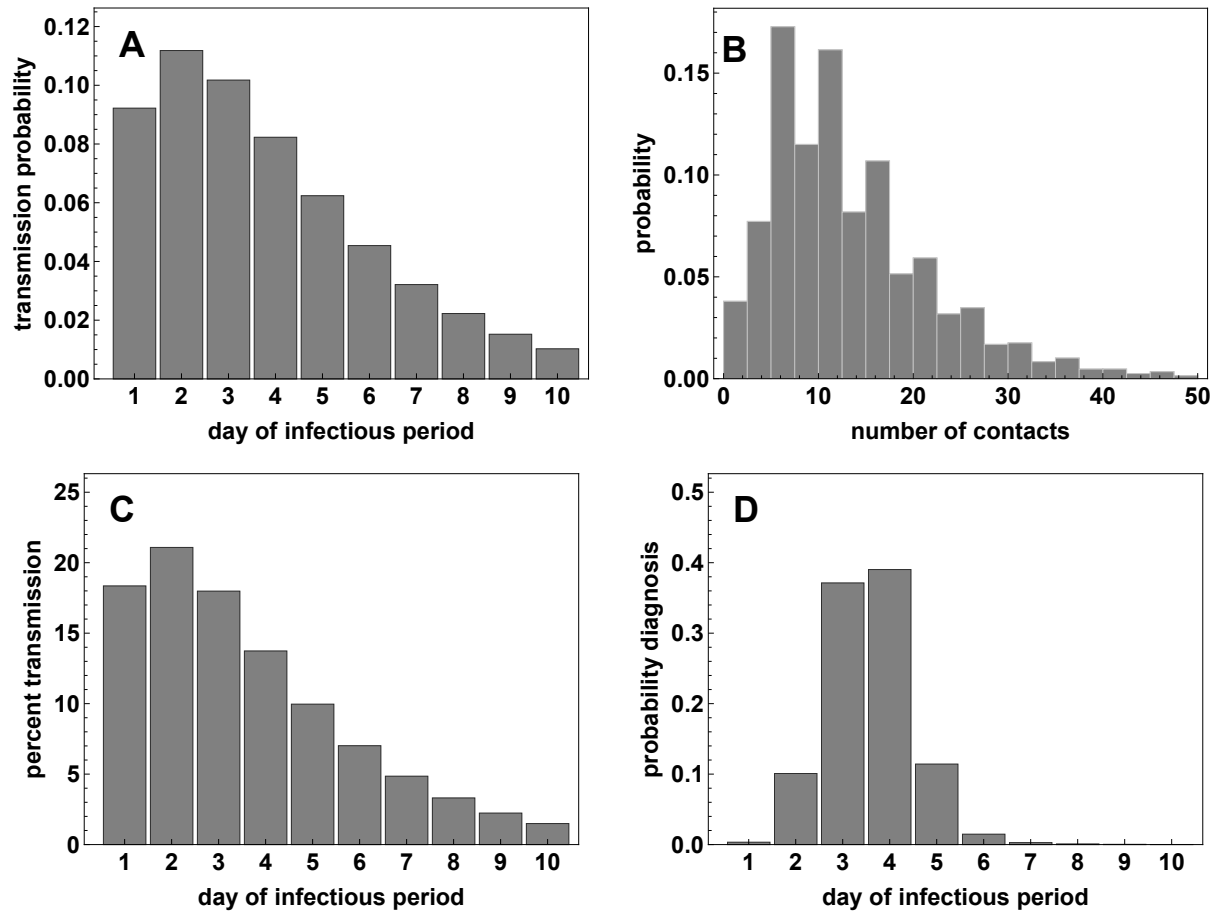 A
transmission probability
0.12
0.10
0.08
0.06
0.04
0.02
0.00
1 2 3 4 5 6 7 8 9 10
day of infectious period
B
probability
0.15
0.10
0.05
0.00
0 10 20 30 40 50
number of contacts
C
percent transmission
25
20
15
10
5
0
1 2 3 4 5 6 7 8 9 10
day of infectious period
D
probability diagnosis
0.5
0.4
0.3
0.2
0.1
0.0
1 2 3 4 5 6 7 8 9 10
day of infectious period